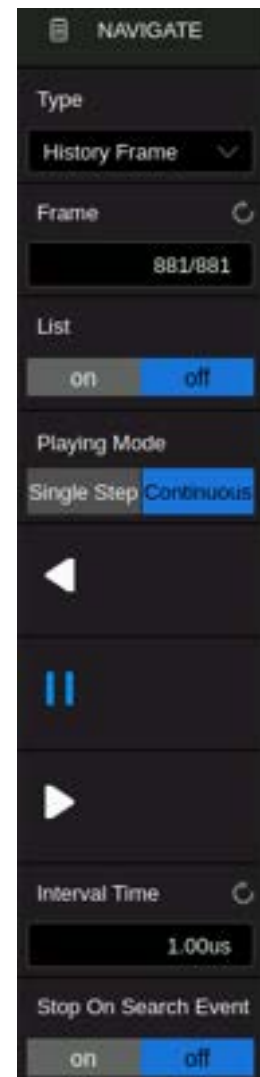 NAVIGATE
Type
History Frame
Frame
881/881
List
on off
Playing Mode
Single Step Continuous
Interval Time
1.00us
Stop On Search Event
on off